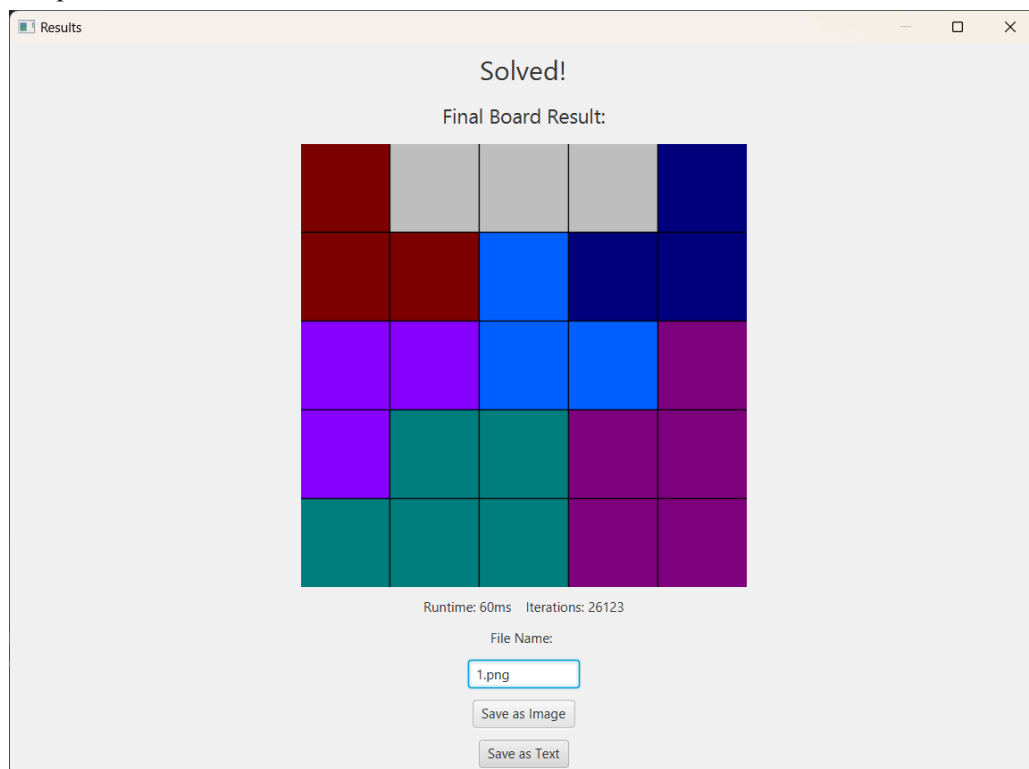 Results
Solved!
Final Board Result:
Runtime: 60ms Iterations: 26123
File Name:
1.png
Save as Image
Save as Text